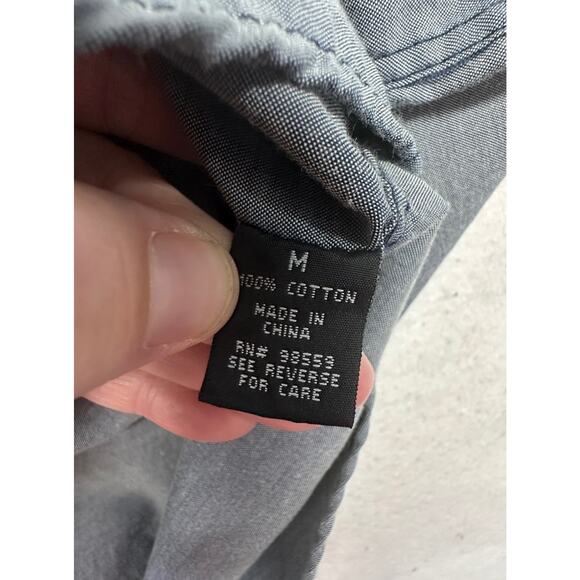 M
100% COTTON
MADE IN
CHINA
RN# 98559
SEE REVERSE
FOR CARE